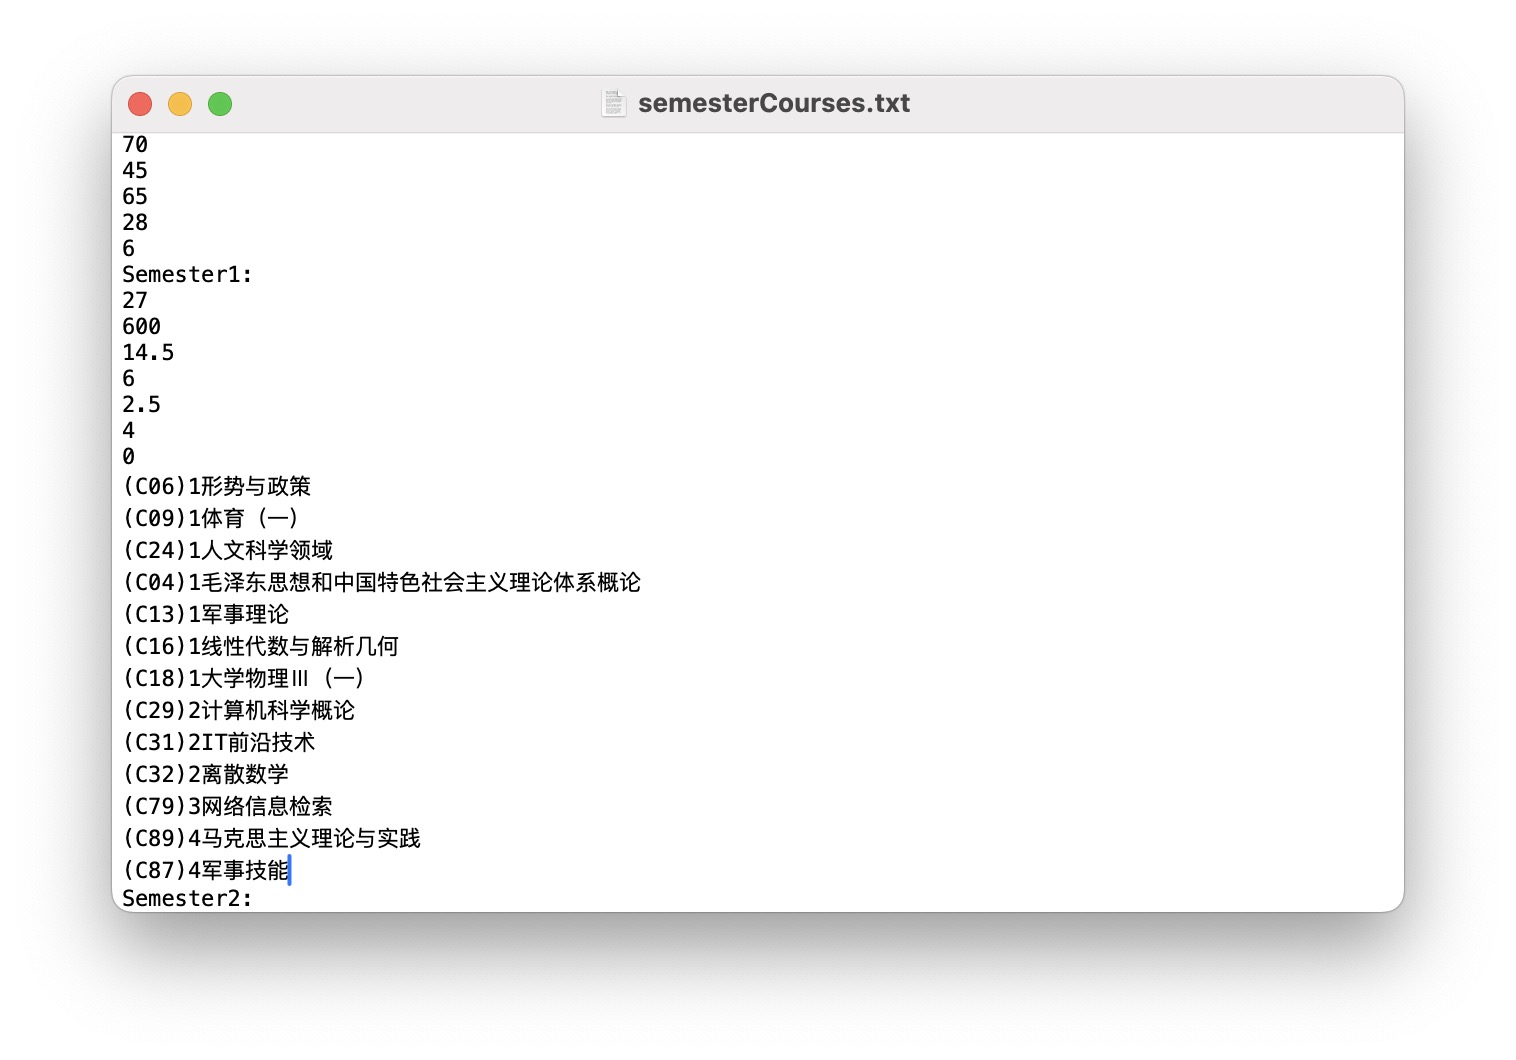 semesterCourses.txt
70
45
65
28
6
Semester1:
27
600
14.5
6
2.5
4
0
(C06)1形势与政策
(C09)1体育（一）
(C24)1人文科学领域
(C04)1毛泽东思想和中国特色社会主义理论体系概论
(C13)1军事理论
(C16)1线性代数与解析几何
(C18)1大学物理Ⅲ（一）
(C29)2计算机科学概论
(C31)2IT前沿技术
(C32)2离散数学
(C79)3网络信息检索
(C89)4马克思主义理论与实践
(C87)4军事技能
Semester2: